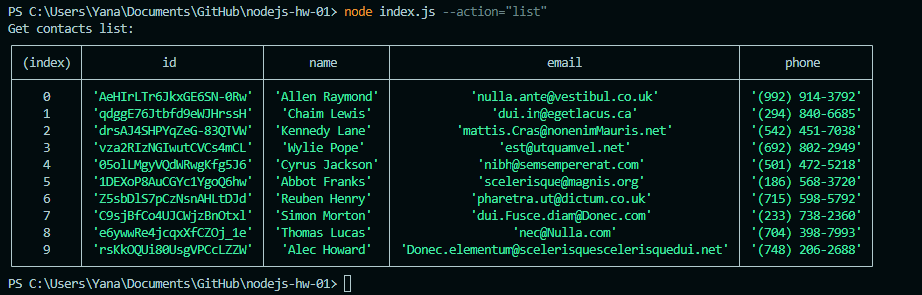 PS C:\Users\Yana\Documents\GitHub\nodejs-hw-01> node index.js --action="list"
Get contacts list:
(index) id name email phone
0 'AeHIrLTr6JkxGE6SN-0Rw' 'Allen Raymond' 'nulla.ante@vestibul.co.uk' '(992) 914-3792'
1 'qdggE76Jtbfd9eWJHrssH' 'Chaim Lewis' 'dui.in@egetlacus.ca' '(294) 840-6685'
2 'drsAJ4SHPYqZeG-83QTVW' 'Kennedy Lane' 'mattis.Cras@nonenimMauris.net' '(542) 451-7038'
3 'vza2RIzNGIwutCVCs4mCL' 'Wylie Pope' 'est@utquamvel.net' '(692) 802-2949'
4 '05olLMgyVQdWRwgKfg5J6' 'Cyrus Jackson' 'nibh@semsempererat.com' '(501) 472-5218'
5 '1DEXoP8AuCGYc1YgoQ6hw' 'Abbot Franks' 'scelerisque@magnis.org' '(186) 568-3720'
6 'Z5sbDlS7pCzNsnAHLtDJd' 'Reuben Henry' 'pharetra.ut@dictum.co.uk' '(715) 598-5792'
7 'C9sjBfCo4UJCWjzBnOtxl' 'Simon Morton' 'dui.Fusce.diam@Donec.com' '(233) 738-2360'
8 'e6ywwRe4jcqxXfCZOj_1e' 'Thomas Lucas' 'nec@Nulla.com' '(704) 398-7993'
9 'rsKkOQUi80UsgVPCcLZZW' 'Alec Howard' 'Donec.elementum@scelerisquescelerisquedui.net' '(748) 206-2688'
PS C:\Users\Yana\Documents\GitHub\nodejs-hw-01>